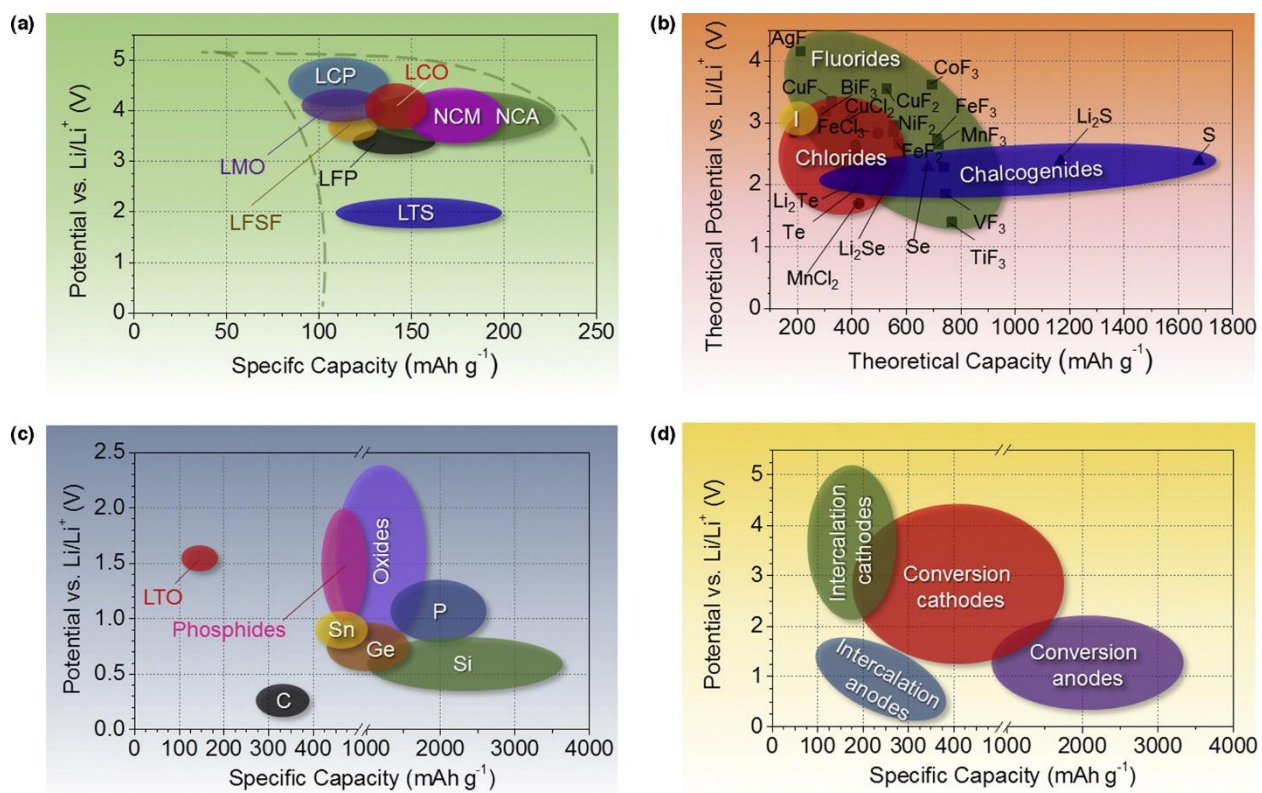 (a)
Potential vs. Li/Li⁺ (V)
5
4
3
2
1
0
LCP
LCO
NCM
NCA
LMO
LFP
LFSF
LTS
0
50
100
150
200
250
Specifc Capacity (mAh g⁻¹)
(b)
Theoretical Potential vs. Li/Li⁺ (V)
4
3
2
1
0
AgF
Fluorides
CoF₃
CuF
BiF₃
I
CuCl₂
CuF₂
FeF₃
Li₂S
FeCl₃
NiF₂
MnF₃
S
Chlorides
FeF₂
Chalcogenides
Li₂Te
Te
Li₂Se
Se
VF₃
TiF₃
MnCl₂
200
400
600
800
1000
1200
1400
1600
1800
Theoretical Capacity (mAh g⁻¹)
(c)
Potential vs. Li/Li⁺ (V)
2.5
2.0
1.5
1.0
0.5
0.0
LTO
Phosphides
Oxides
Sn
P
Ge
Si
C
0
100
200
300
400
1000
2000
3000
4000
Specific Capacity (mAh g⁻¹)
(d)
Potential vs. Li/Li⁺ (V)
5
4
3
2
1
0
Intercalation
cathodes
Conversion
cathodes
Intercalation
anodes
Conversion
anodes
0
100
200
300
400
1000
2000
3000
4000
Specific Capacity (mAh g⁻¹)